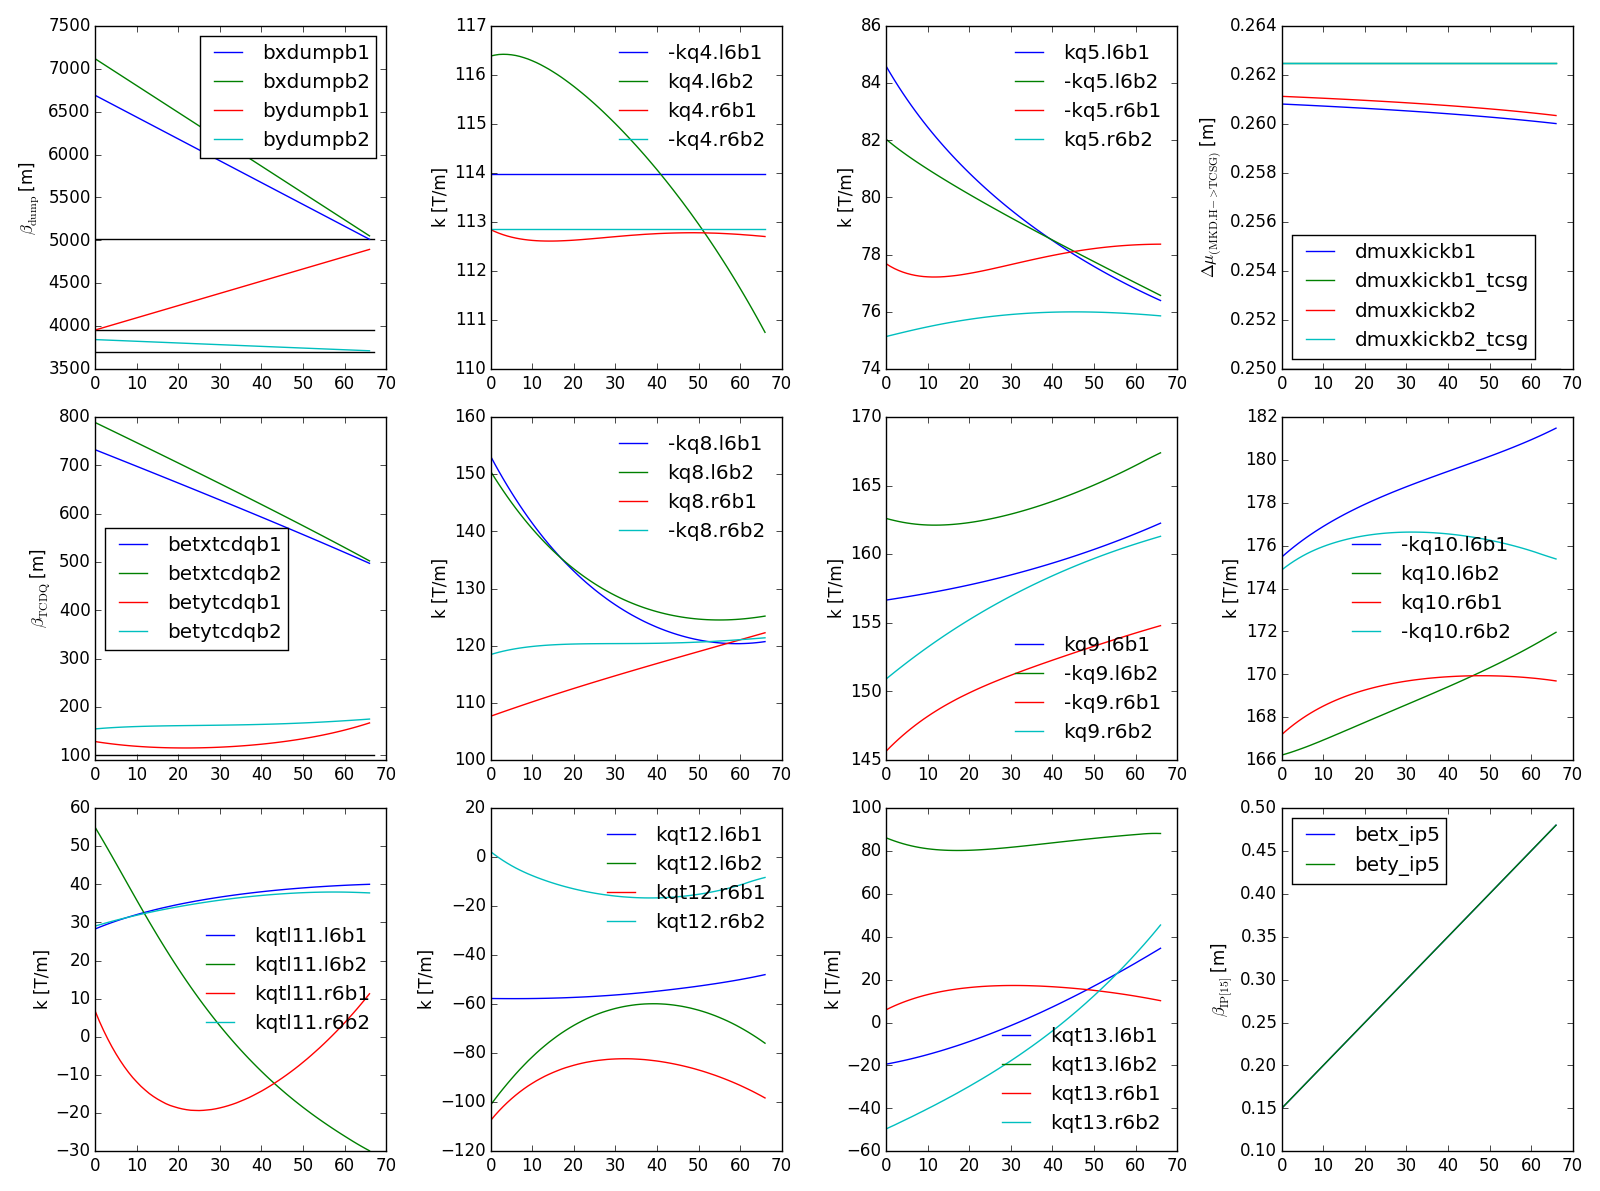 7500
7000
6500
6000
5500
5000
4500
4000
3500
β_dump [m]
bxdumpb1
bxdumpb2
bydumpb1
bydumpb2
0 10 20 30 40 50 60 70
117
116
115
114
113
112
111
110
k [T/m]
-kq4.l6b1
kq4.l6b2
kq4.r6b1
-kq4.r6b2
0 10 20 30 40 50 60 70
86
84
82
80
78
76
74
k [T/m]
kq5.l6b1
-kq5.l6b2
-kq5.r6b1
kq5.r6b2
0 10 20 30 40 50 60 70
0.264
0.262
0.260
0.258
0.256
0.254
0.252
0.250
Δμ_(MKD.H−>TCSG) [m]
dmuxkickb1
dmuxkickb1_tcsg
dmuxkickb2
dmuxkickb2_tcsg
0 10 20 30 40 50 60 70
800
700
600
500
400
300
200
100
β_TCDQ [m]
betxtcdqb1
betxtcdqb2
betytcdqb1
betytcdqb2
0 10 20 30 40 50 60 70
160
150
140
130
120
110
100
k [T/m]
-kq8.l6b1
kq8.l6b2
kq8.r6b1
-kq8.r6b2
0 10 20 30 40 50 60 70
170
165
160
155
150
145
k [T/m]
kq9.l6b1
-kq9.l6b2
-kq9.r6b1
kq9.r6b2
0 10 20 30 40 50 60 70
182
180
178
176
174
172
170
168
166
k [T/m]
-kq10.l6b1
kq10.l6b2
kq10.r6b1
-kq10.r6b2
0 10 20 30 40 50 60 70
60
50
40
30
20
10
0
−10
−20
−30
k [T/m]
kqtl11.l6b1
kqtl11.l6b2
kqtl11.r6b1
kqtl11.r6b2
0 10 20 30 40 50 60 70
20
0
−20
−40
−60
−80
−100
−120
k [T/m]
kqt12.l6b1
kqt12.l6b2
kqt12.r6b1
kqt12.r6b2
0 10 20 30 40 50 60 70
100
80
60
40
20
0
−20
−40
−60
k [T/m]
kqt13.l6b1
kqt13.l6b2
kqt13.r6b1
kqt13.r6b2
0 10 20 30 40 50 60 70
0.50
0.45
0.40
0.35
0.30
0.25
0.20
0.15
0.10
β_IP[15] [m]
betx_ip5
bety_ip5
0 10 20 30 40 50 60 70